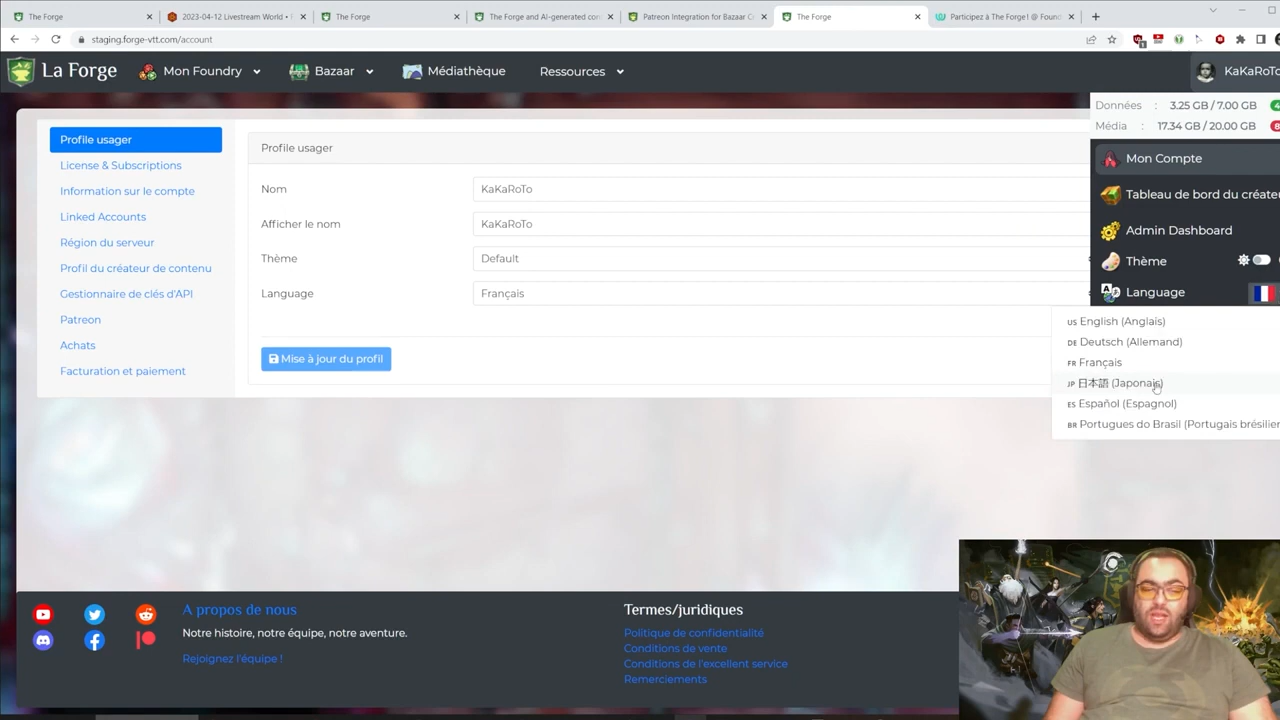 The Forge
2023-04-12 Livestream World •
The Forge
The Forge and AI-generated con
Patreon Integration for Bazaar C
The Forge
Participez à The Forge! @ Found
staging.forge-vtt.com/account
La Forge
Mon Foundry
Bazaar
Médiathèque
Ressources
KaKaRoTo
Données : 3.25 GB / 7.00 GB
Média : 17.34 GB / 20.00 GB
Mon Compte
Tableau de bord du créateu
Admin Dashboard
Thème
Language
US English (Anglais)
DE Deutsch (Allemand)
FR Français
JP 日本語 (Japonais)
ES Español (Espagnol)
BR Portugues do Brasil (Portugais brésilien
Profile usager
License & Subscriptions
Information sur le compte
Linked Accounts
Région du serveur
Profil du créateur de contenu
Gestionnaire de clés d'API
Patreon
Achats
Facturation et paiement
Profile usager
Nom KaKaRoTo
Afficher le nom KaKaRoTo
Thème Default
Language Français
Mise à jour du profil
A propos de nous
Notre histoire, notre équipe, notre aventure.
Rejoignez l'équipe !
Termes/juridiques
Politique de confidentialité
Conditions de vente
Conditions de l'excellent service
Remerciements